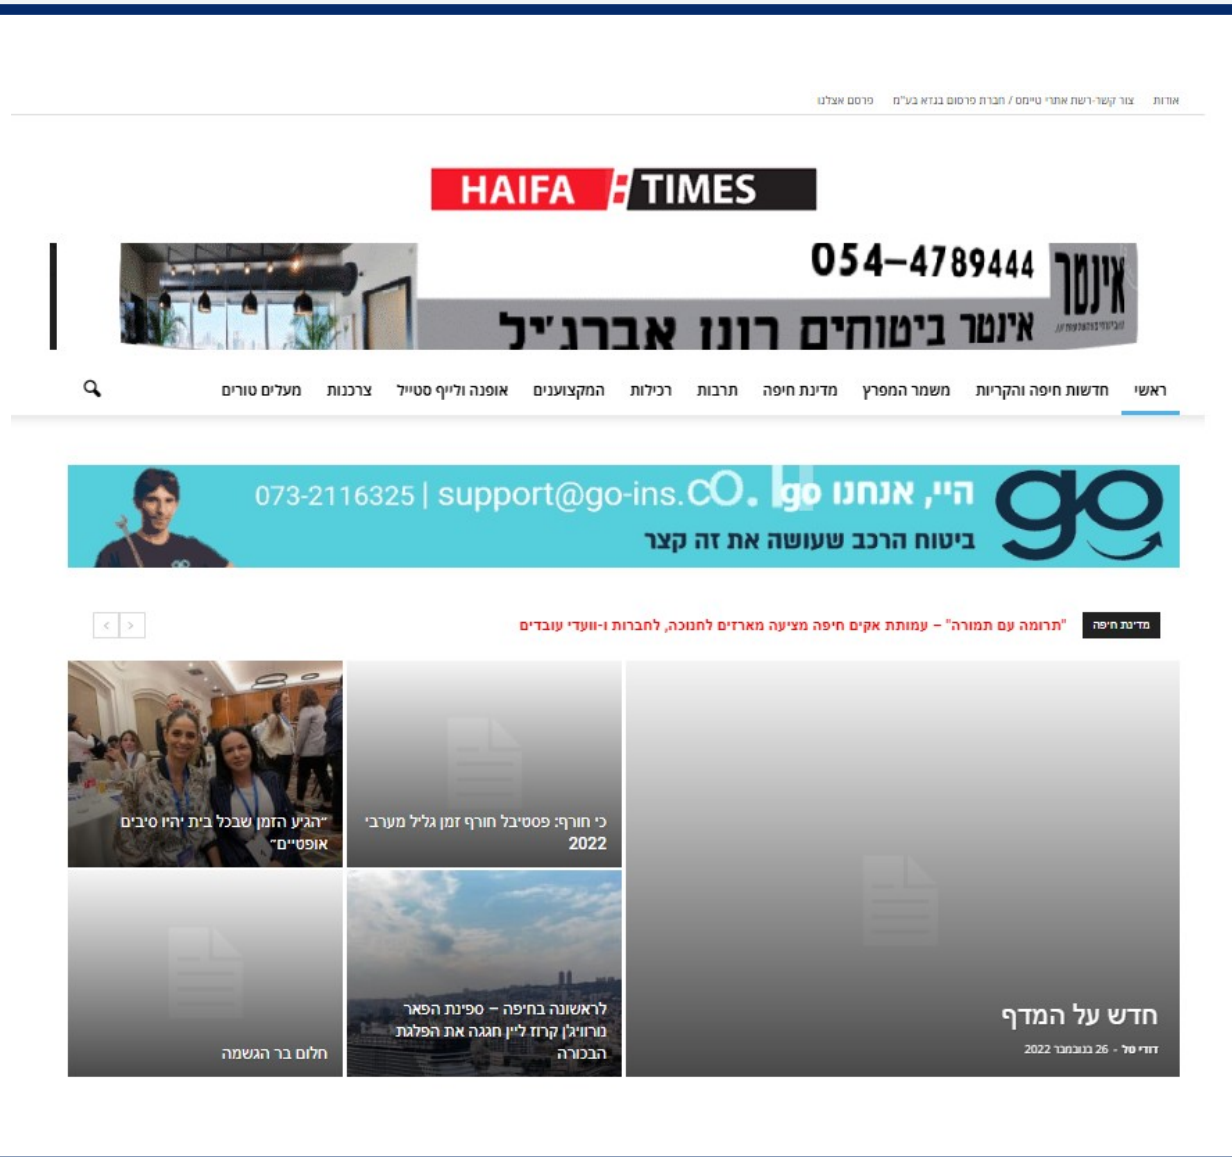 אודות צור קשר-רשת אתרי טיימס / חברת פרסום בנדא בע"מ פרסם אצלנו
HAIFA TIMES
054-4789444
אינטר
אינטר ביטוחים רונן אברג'יל
ראשי חדשות חיפה והקריות משמר המפרץ מדינת חיפה תרבות רכילות המקצוענים אופנה ולייף סטייל צרכנות מעלים טורים
go
היי, אנחנו go
073-2116325 | support@go-ins.co.
ביטוח הרכב שעושה את זה קצר
מדינת חיפה
"תרומה עם תמורה" – עמותת אקים חיפה מציעה מארזים לחנוכה, לחברות ו-וועדי עובדים
חדש על המדף
דודי טל - 26 בנובמבר 2022
כי חורף: פסטיבל חורף זמן גליל מערבי
2022
״הגיע הזמן שבכל בית יהיו סיבים
אופטיים״
לראשונה בחיפה – ספינת הפאר
נורוויג'ן קרוז ליין חגגה את הפלגת
הבכורה
חלום בר הגשמה